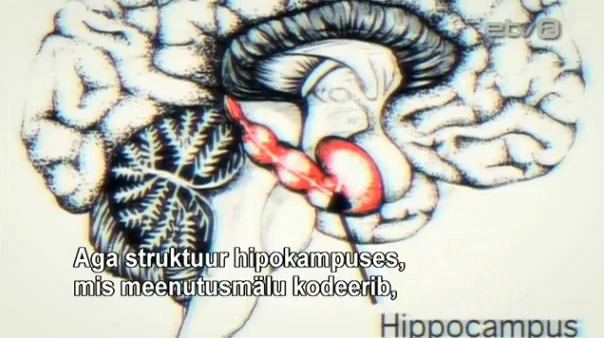 etv2
Aga struktuur hipokampuses,
mis meenutusmälu kodeerib,
Hippocampus